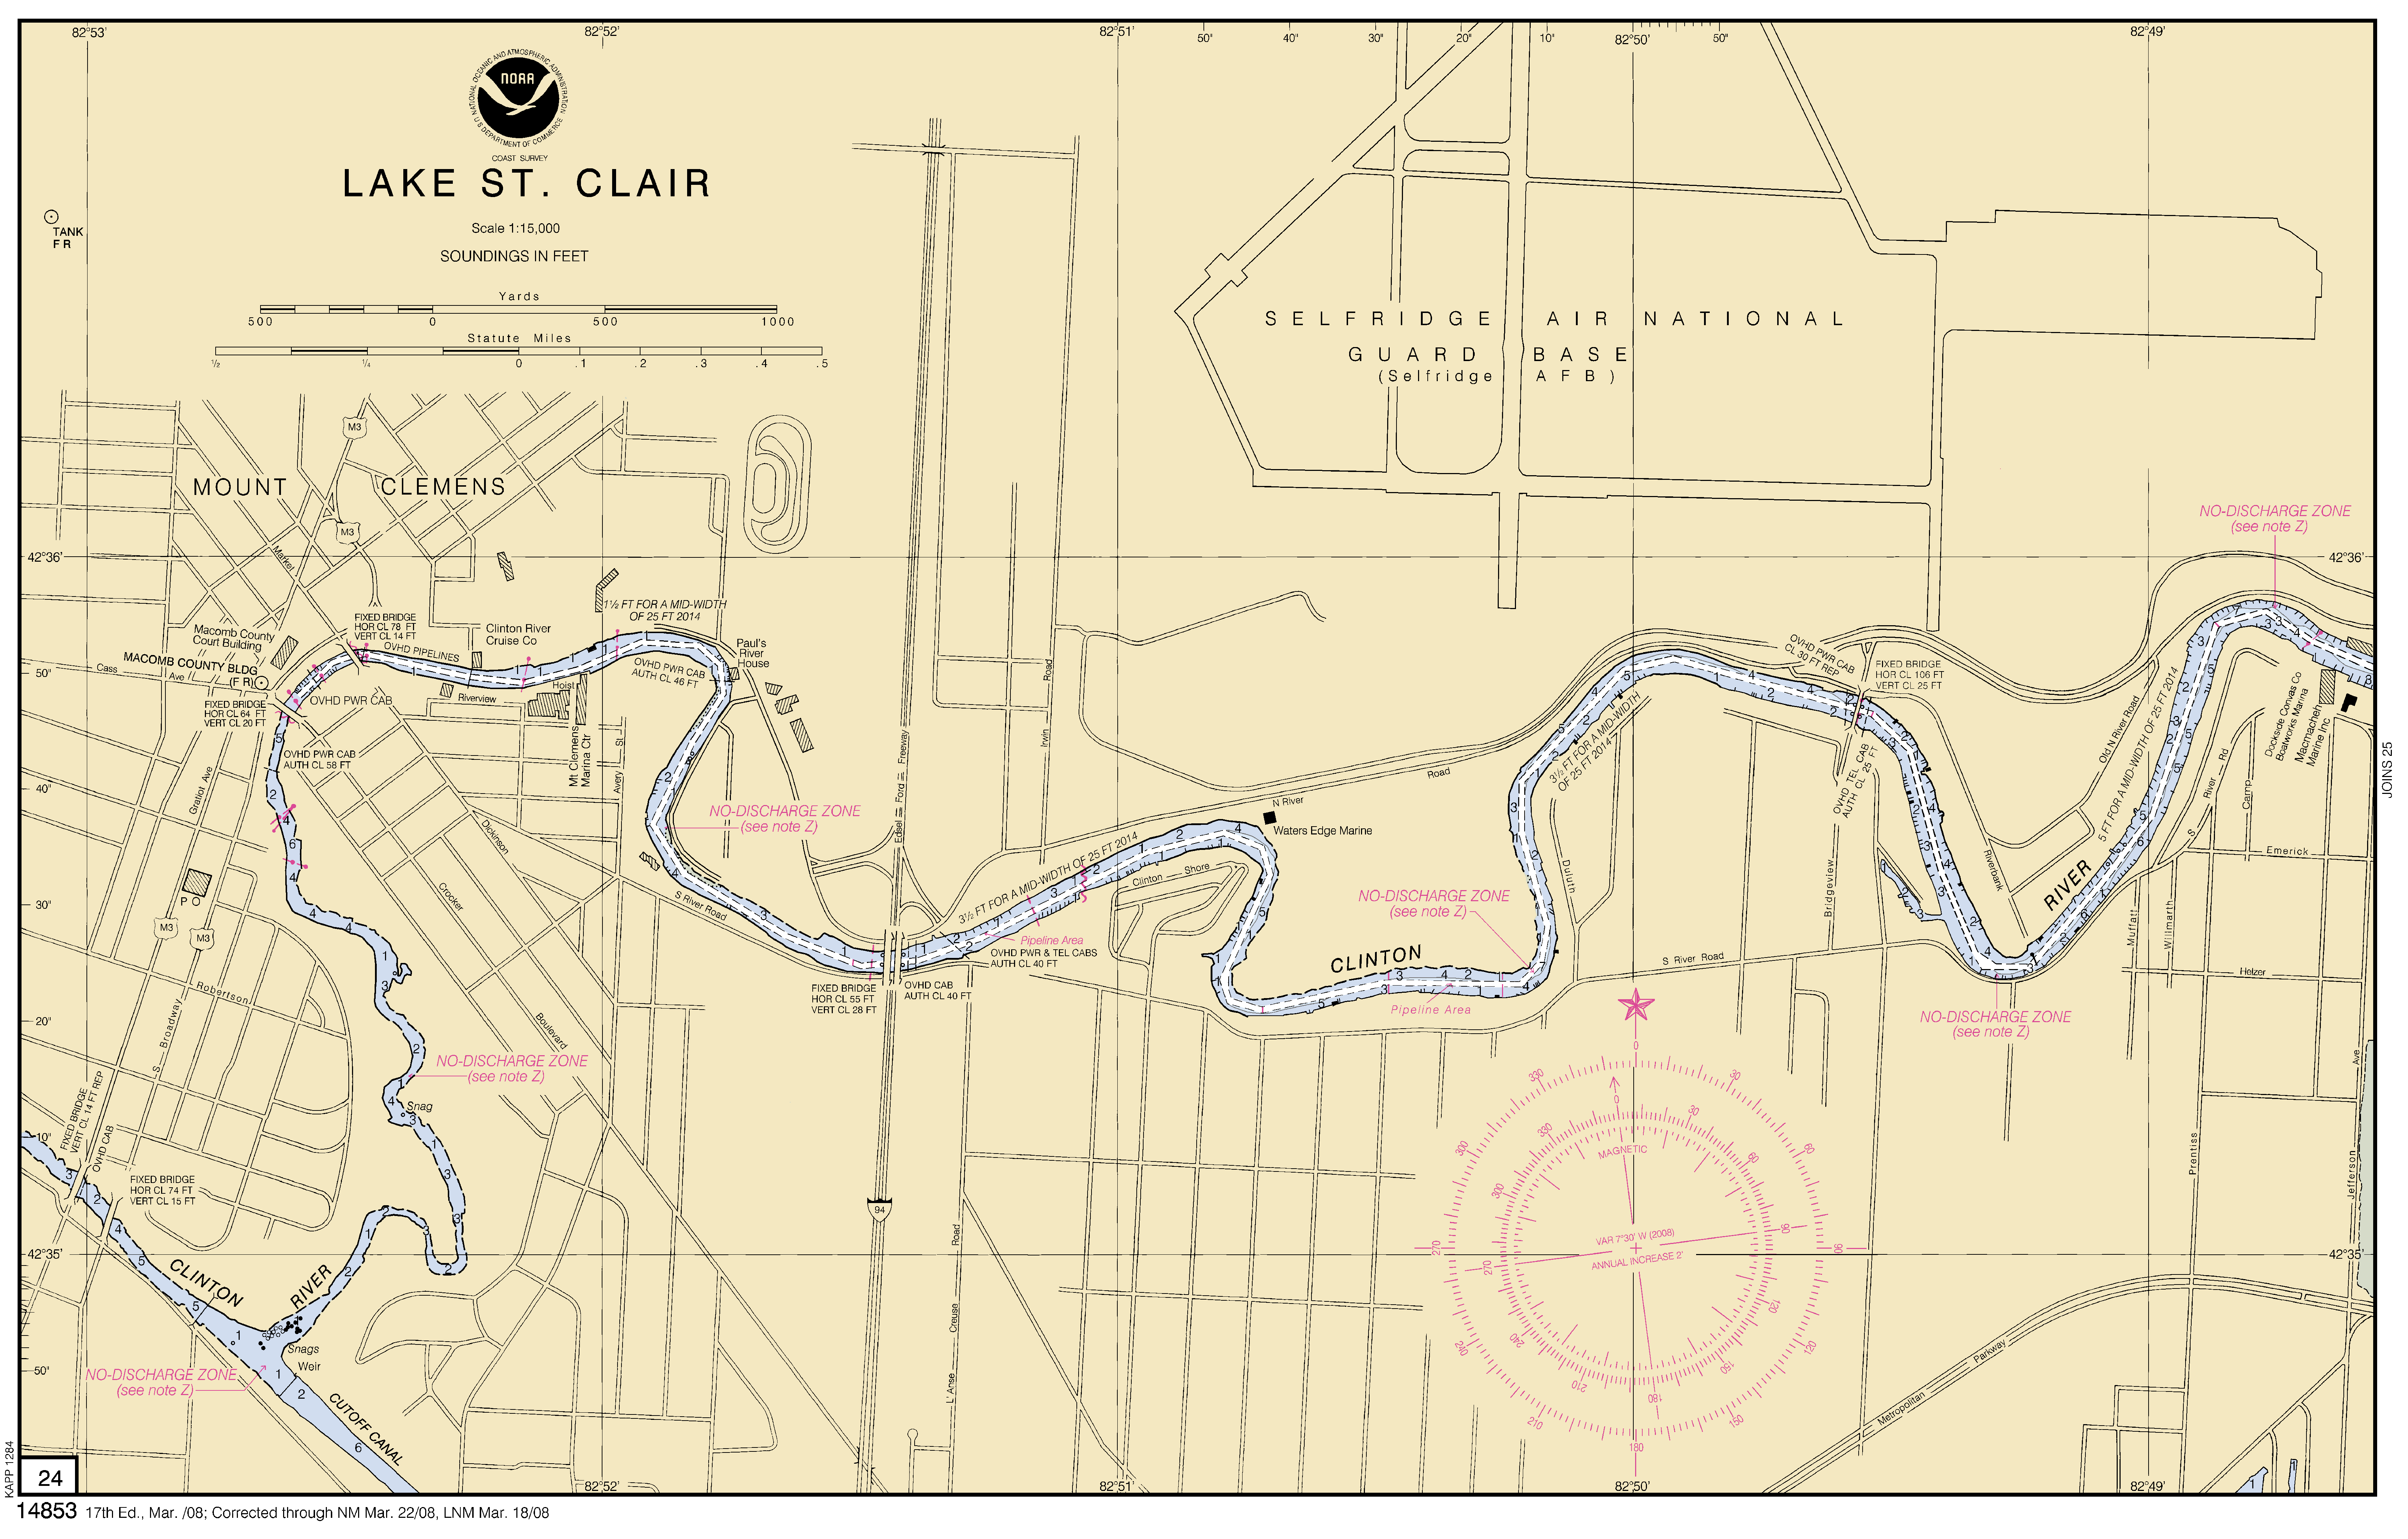 82°53'
82°52'
82°51'
50"
40"
30"
20"
10"
82°50'
50"
82°49'
NATIONAL OCEANIC AND ATMOSPHERIC ADMINISTRATION
U S DEPARTMENT OF COMMERCE
NOAA
COAST SURVEY
LAKE ST. CLAIR
Scale 1:15,000
SOUNDINGS IN FEET
Yards
500 0 500 1000
Statute Miles
1/2 1/4 0 .1 .2 .3 .4 .5
TANK
F R
SELFRIDGE AIR NATIONAL
GUARD BASE
(Selfridge AFB)
M3
MOUNT CLEMENS
M3
Market
42°36'
42°36'
NO-DISCHARGE ZONE
(see note Z)
1½ FT FOR A MID-WIDTH
OF 25 FT 2014
FIXED BRIDGE
HOR CL 78 FT
VERT CL 14 FT
OVHD PIPELINES
Clinton River
Cruise Co
Macomb County
Court Building
MACOMB COUNTY BLDG
(F R)
Cass
Ave
50"
OVHD PWR CAB
AUTH CL 46 FT
Paul's
River
House
Hoist
Riverview
OVHD PWR CAB
FIXED BRIDGE
HOR CL 64 FT
VERT CL 20 FT
OVHD PWR CAB
AUTH CL 58 FT
Mt Clemens
Marina Ctr
Avery St
Gratiot Ave
40"
Dickinson
Crocker
Boulevard
NO-DISCHARGE ZONE
(see note Z)
Edsel Ford Freeway
Irwin Road
S River Road
N River
Road
Waters Edge Marine
Clinton Shore
3½ FT FOR A MID-WIDTH OF 25 FT 2014
Pipeline Area
OVHD PWR & TEL CABS
AUTH CL 40 FT
FIXED BRIDGE
HOR CL 55 FT
VERT CL 28 FT
OVHD CAB
AUTH CL 40 FT
NO-DISCHARGE ZONE
(see note Z)
CLINTON
Pipeline Area
Duluth
3½ FT FOR A MID-WIDTH
OF 25 FT 2014
OVHD PWR CAB
CL 30 FT REP
FIXED BRIDGE
HOR CL 106 FT
VERT CL 25 FT
OVHD TEL CAB
AUTH CL 25 FT
Bridgeview
Riverbank
S River Road
Old N River Road
5 FT FOR A MID-WIDTH OF 25 FT 2014
RIVER
S River Rd
Camp
Dockside Canvas Co
Boatworks Marina
Macmacheh
Marine Inc
Emerick
Muffatt
Willmarth
Helzer
NO-DISCHARGE ZONE
(see note Z)
JOINS 25
P O
30"
M3
M3
Robertson
S Broadway
20"
NO-DISCHARGE ZONE
(see note Z)
Snag
10"
FIXED BRIDGE
VERT CL 14 FT REP
OVHD CAB
FIXED BRIDGE
HOR CL 74 FT
VERT CL 15 FT
42°35'
42°35'
CLINTON RIVER
Snags
Weir
50"
NO-DISCHARGE ZONE
(see note Z)
CUTOFF CANAL
94
L'Anse Creuse Road
MAGNETIC
VAR 7°30' W (2008)
ANNUAL INCREASE 2'
0 30 60 90 120 150 180 210 240 270 300 330
0 30 60 90 120 150 180 210 240 270 300 330
Prentiss
Jefferson Ave
Metropolitan Parkway
82°52'
82°51'
82°50'
82°49'
KAPP 1284
24
14853 17th Ed., Mar. /08; Corrected through NM Mar. 22/08, LNM Mar. 18/08